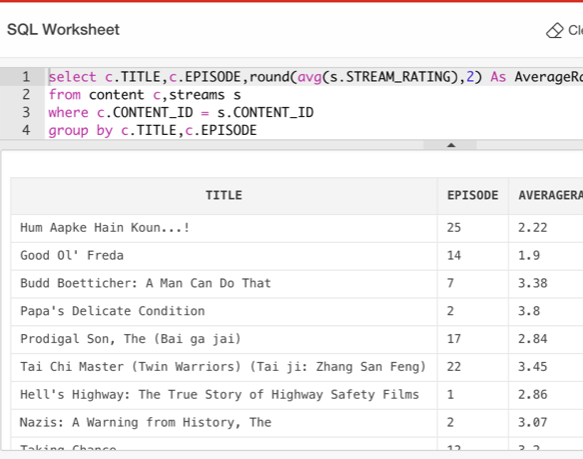 SQL Worksheet
1 select c.TITLE,c.EPISODE,round(avg(s.STREAM_RATING),2) As AverageRa
2 from content c,streams s
3 where c.CONTENT_ID = s.CONTENT_ID
4 group by c.TITLE,c.EPISODE
TITLE EPISODE AVERAGERA
Hum Aapke Hain Koun...! 25 2.22
Good Ol' Freda 14 1.9
Budd Boetticher: A Man Can Do That 7 3.38
Papa's Delicate Condition 2 3.8
Prodigal Son, The (Bai ga jai) 17 2.84
Tai Chi Master (Twin Warriors) (Tai ji: Zhang San Feng) 22 3.45
Hell's Highway: The True Story of Highway Safety Films 1 2.86
Nazis: A Warning from History, The 2 3.07
Taking Chance 12